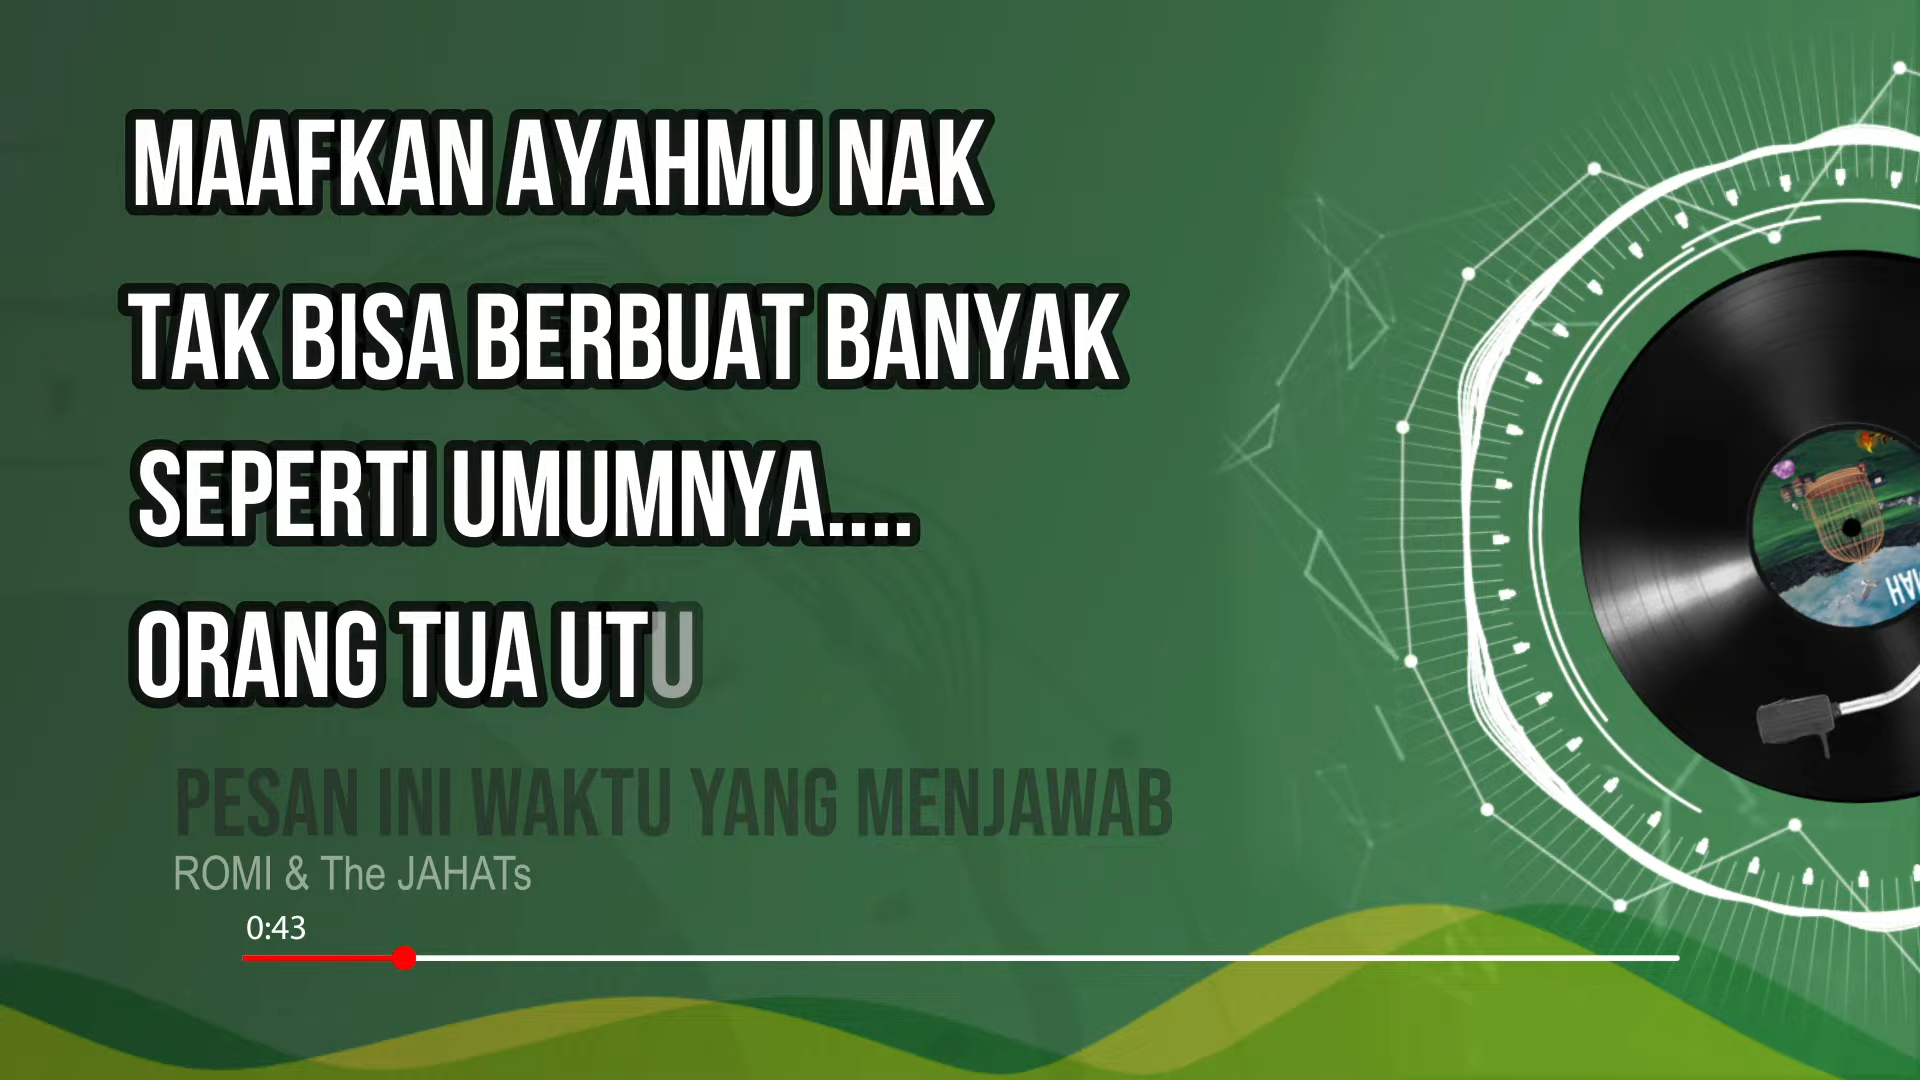 MAAFKAN AYAHMU NAK
TAK BISA BERBUAT BANYAK
SEPERTI UMUMNYA....
ORANG TUA UTU
PESAN INI WAKTU YANG MENJAWAB
ROMI & The JAHATs
0:43